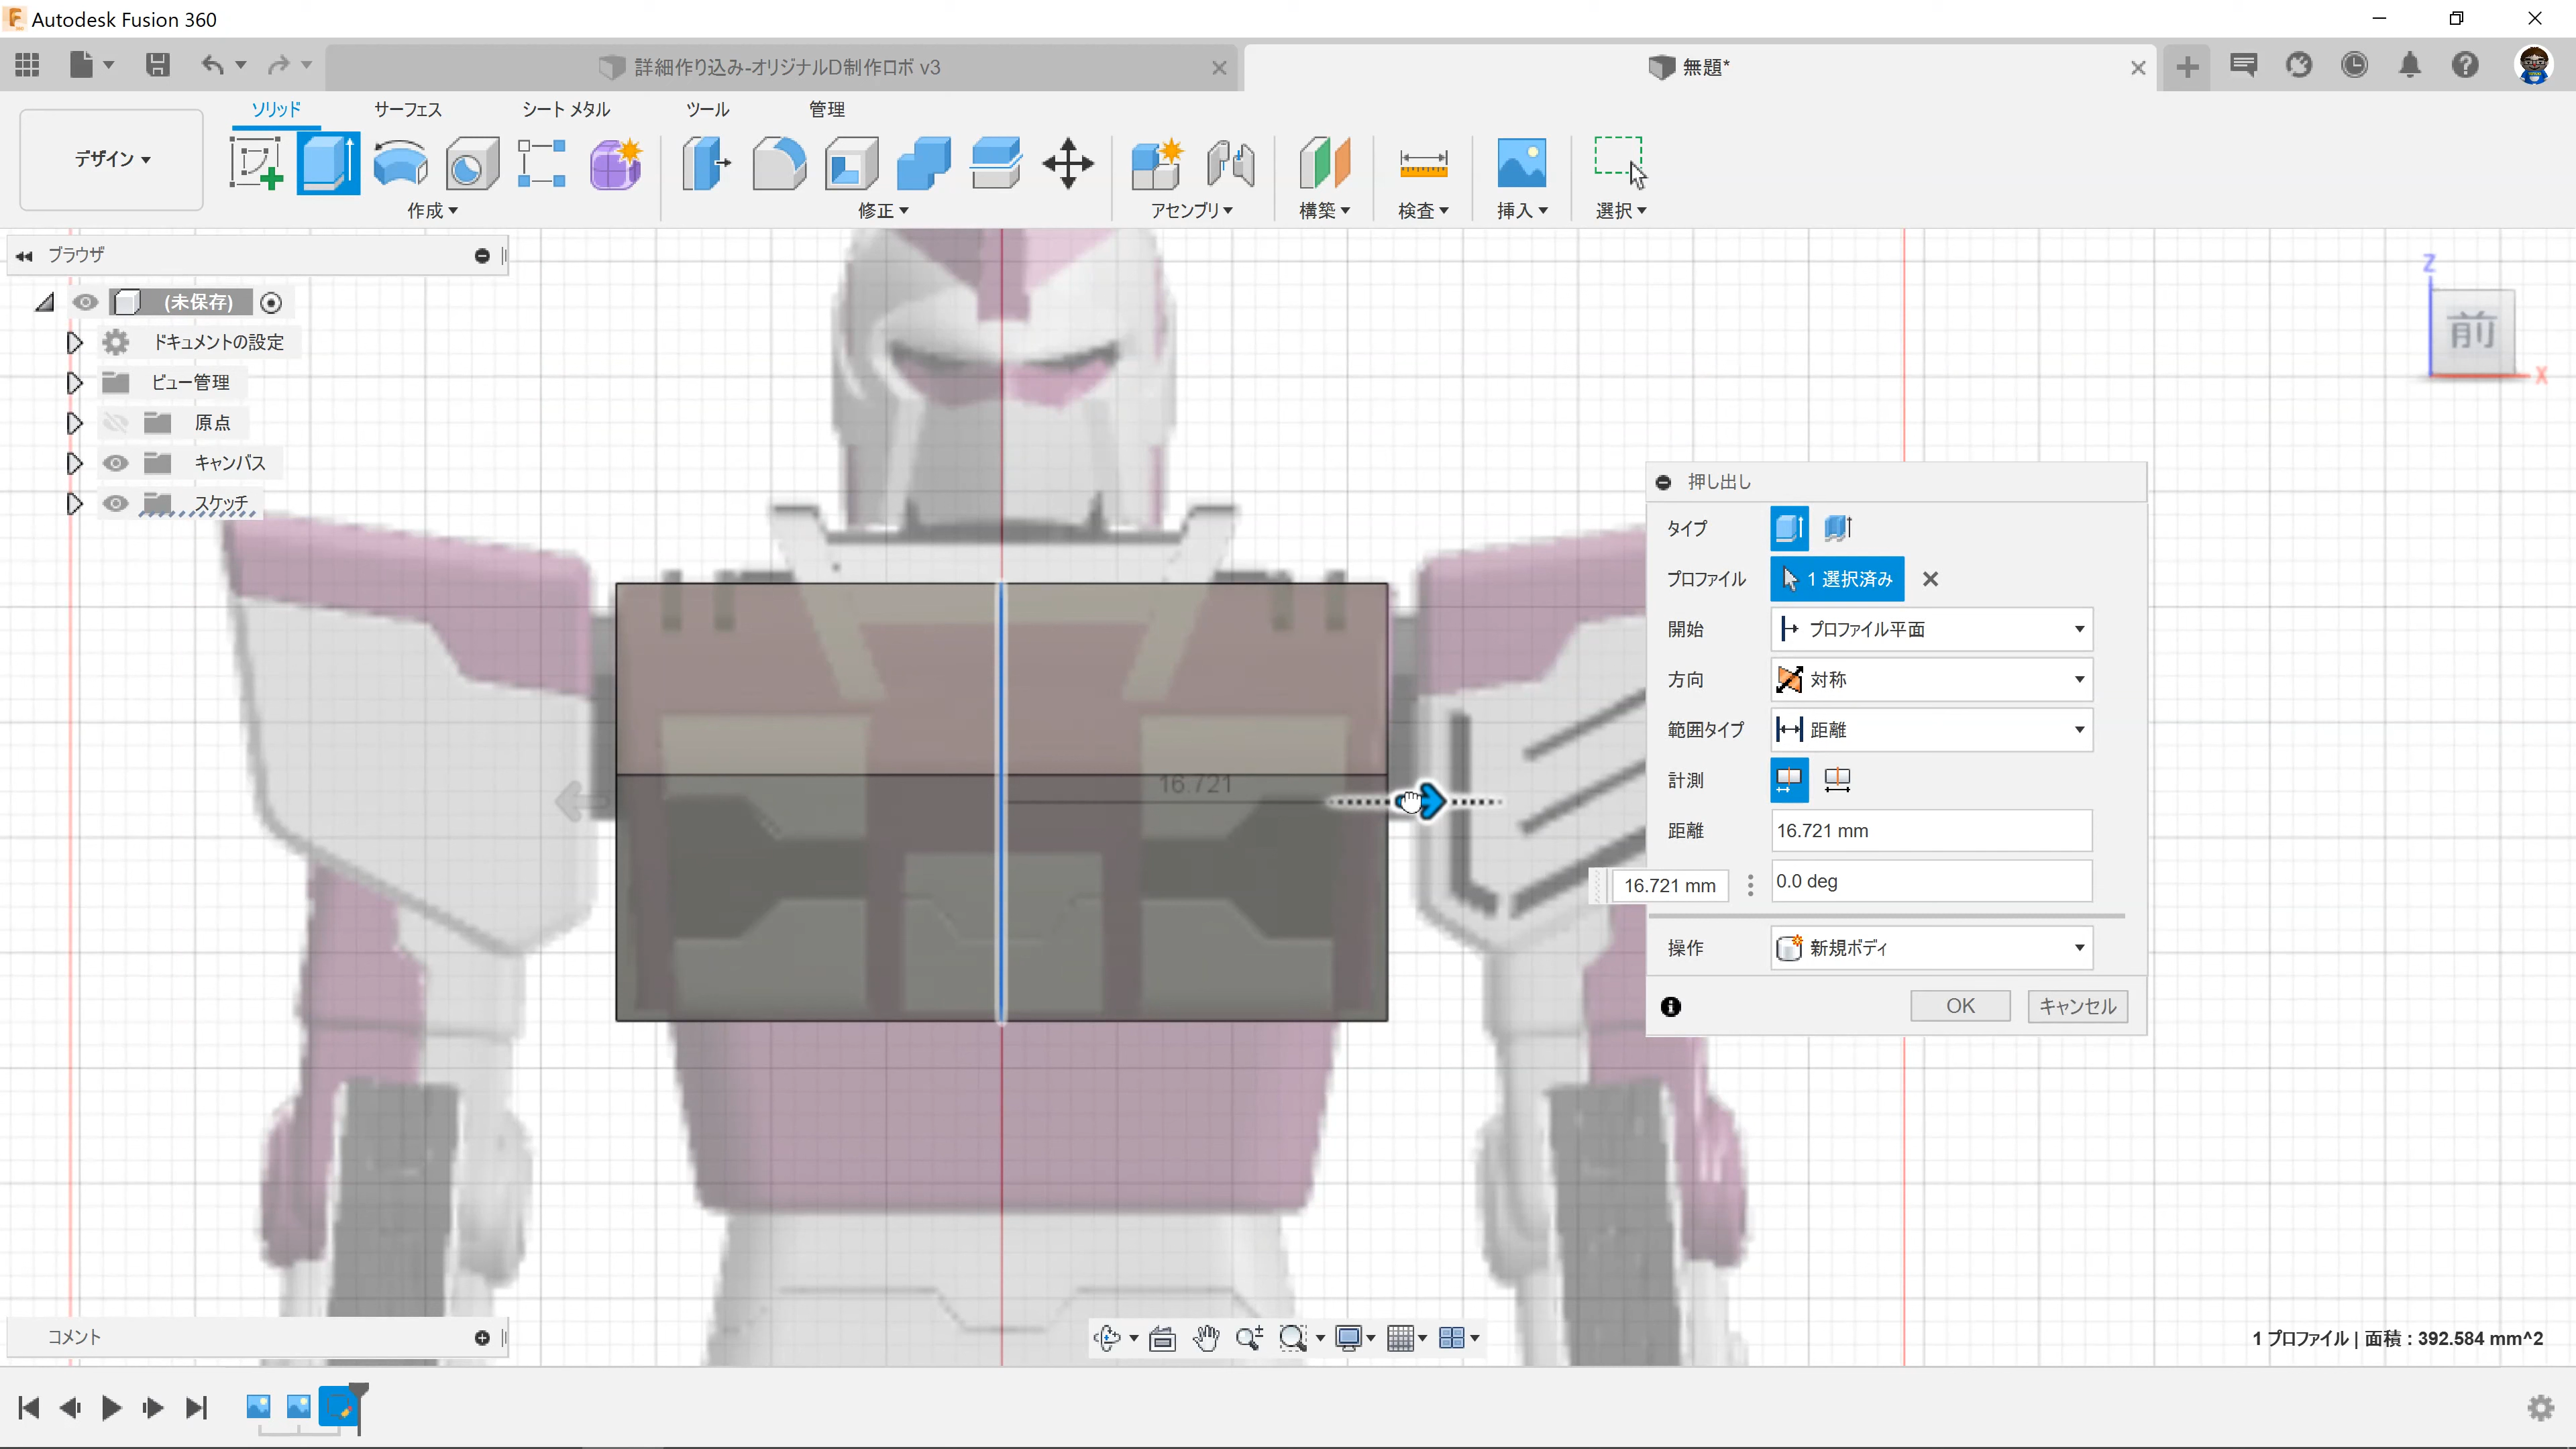 Autodesk Fusion 360
詳細作り込み-オリジナルD制作ロボ v3
無題*
ソリッド
サーフェス
シート メタル
ツール
管理
デザイン
作成
修正
アセンブリ
構築
検査
挿入
選択
ブラウザ
(未保存)
ドキュメントの設定
ビュー管理
原点
キャンバス
スケッチ
Z
前
X
押し出し
タイプ
プロファイル
1 選択済み
開始
プロファイル平面
方向
対称
範囲タイプ
距離
計測
16.721
距離
16.721 mm
16.721 mm
0.0 deg
操作
新規ボディ
OK
キャンセル
コメント
1 プロファイル | 面積 : 392.584 mm^2